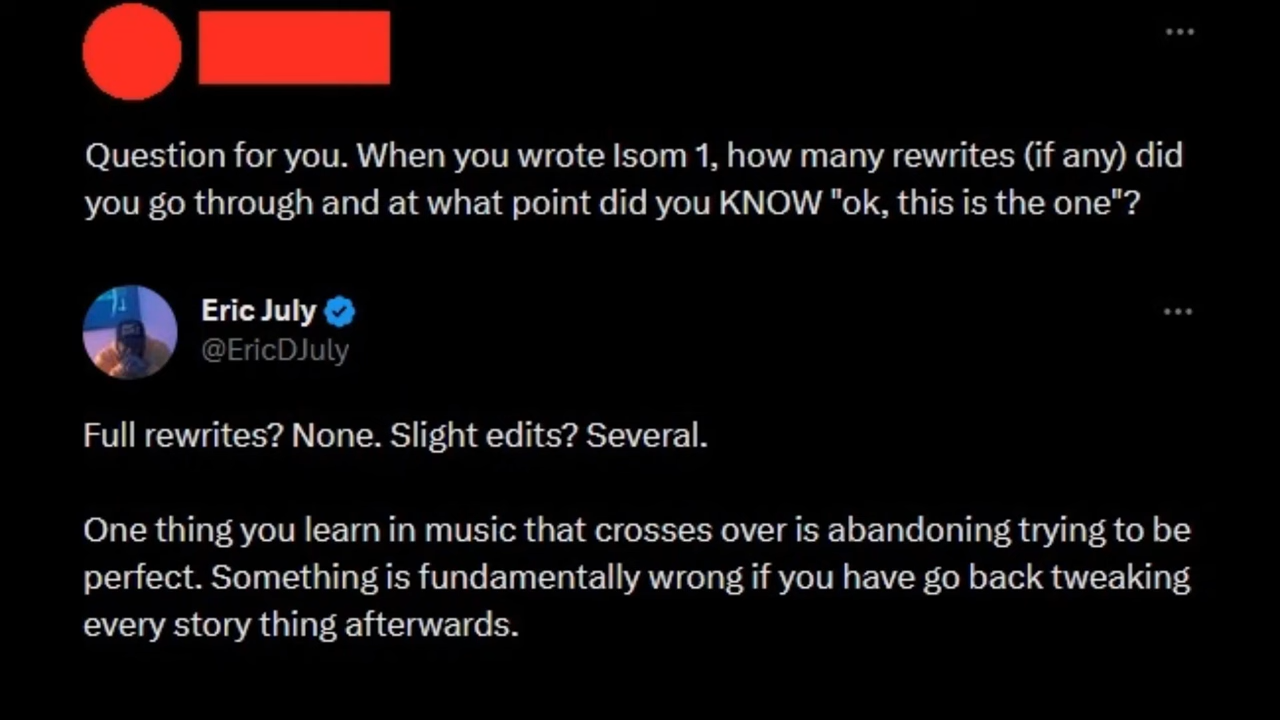 Question for you. When you wrote Isom 1, how many rewrites (if any) did
you go through and at what point did you KNOW "ok, this is the one"?
Eric July
@EricDJuly
Full rewrites? None. Slight edits? Several.
One thing you learn in music that crosses over is abandoning trying to be
perfect. Something is fundamentally wrong if you have go back tweaking
every story thing afterwards.